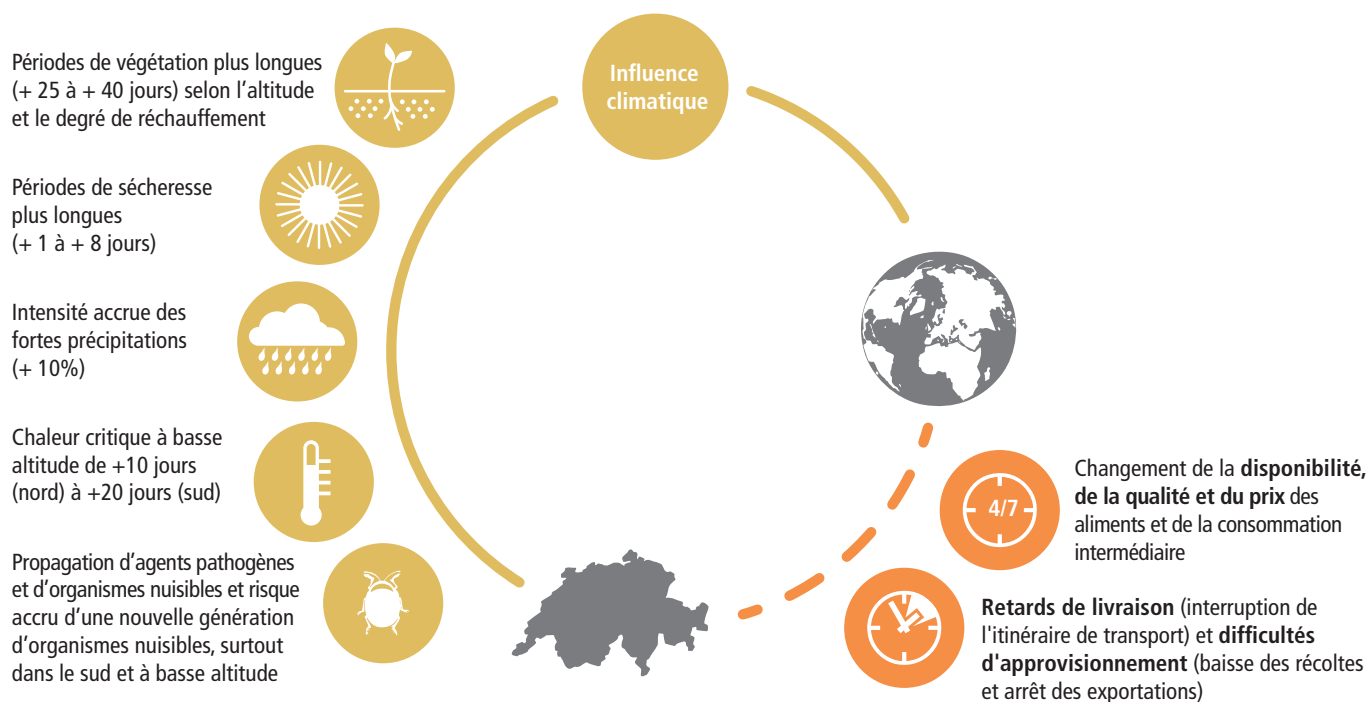 Périodes de végétation plus longues
(+ 25 à + 40 jours) selon l'altitude
et le degré de réchauffement
Influence
climatique
Périodes de sécheresse
plus longues
(+ 1 à + 8 jours)
Intensité accrue des
fortes précipitations
(+ 10%)
Chaleur critique à basse
altitude de +10 jours
(nord) à +20 jours (sud)
Propagation d'agents pathogènes
et d'organismes nuisibles et risque
accru d'une nouvelle génération
d'organismes nuisibles, surtout
dans le sud et à basse altitude
4/7
Changement de la disponibilité,
de la qualité et du prix des
aliments et de la consommation
intermédiaire
Retards de livraison (interruption de
l'itinéraire de transport) et difficultés
d'approvisionnement (baisse des récoltes
et arrêt des exportations)